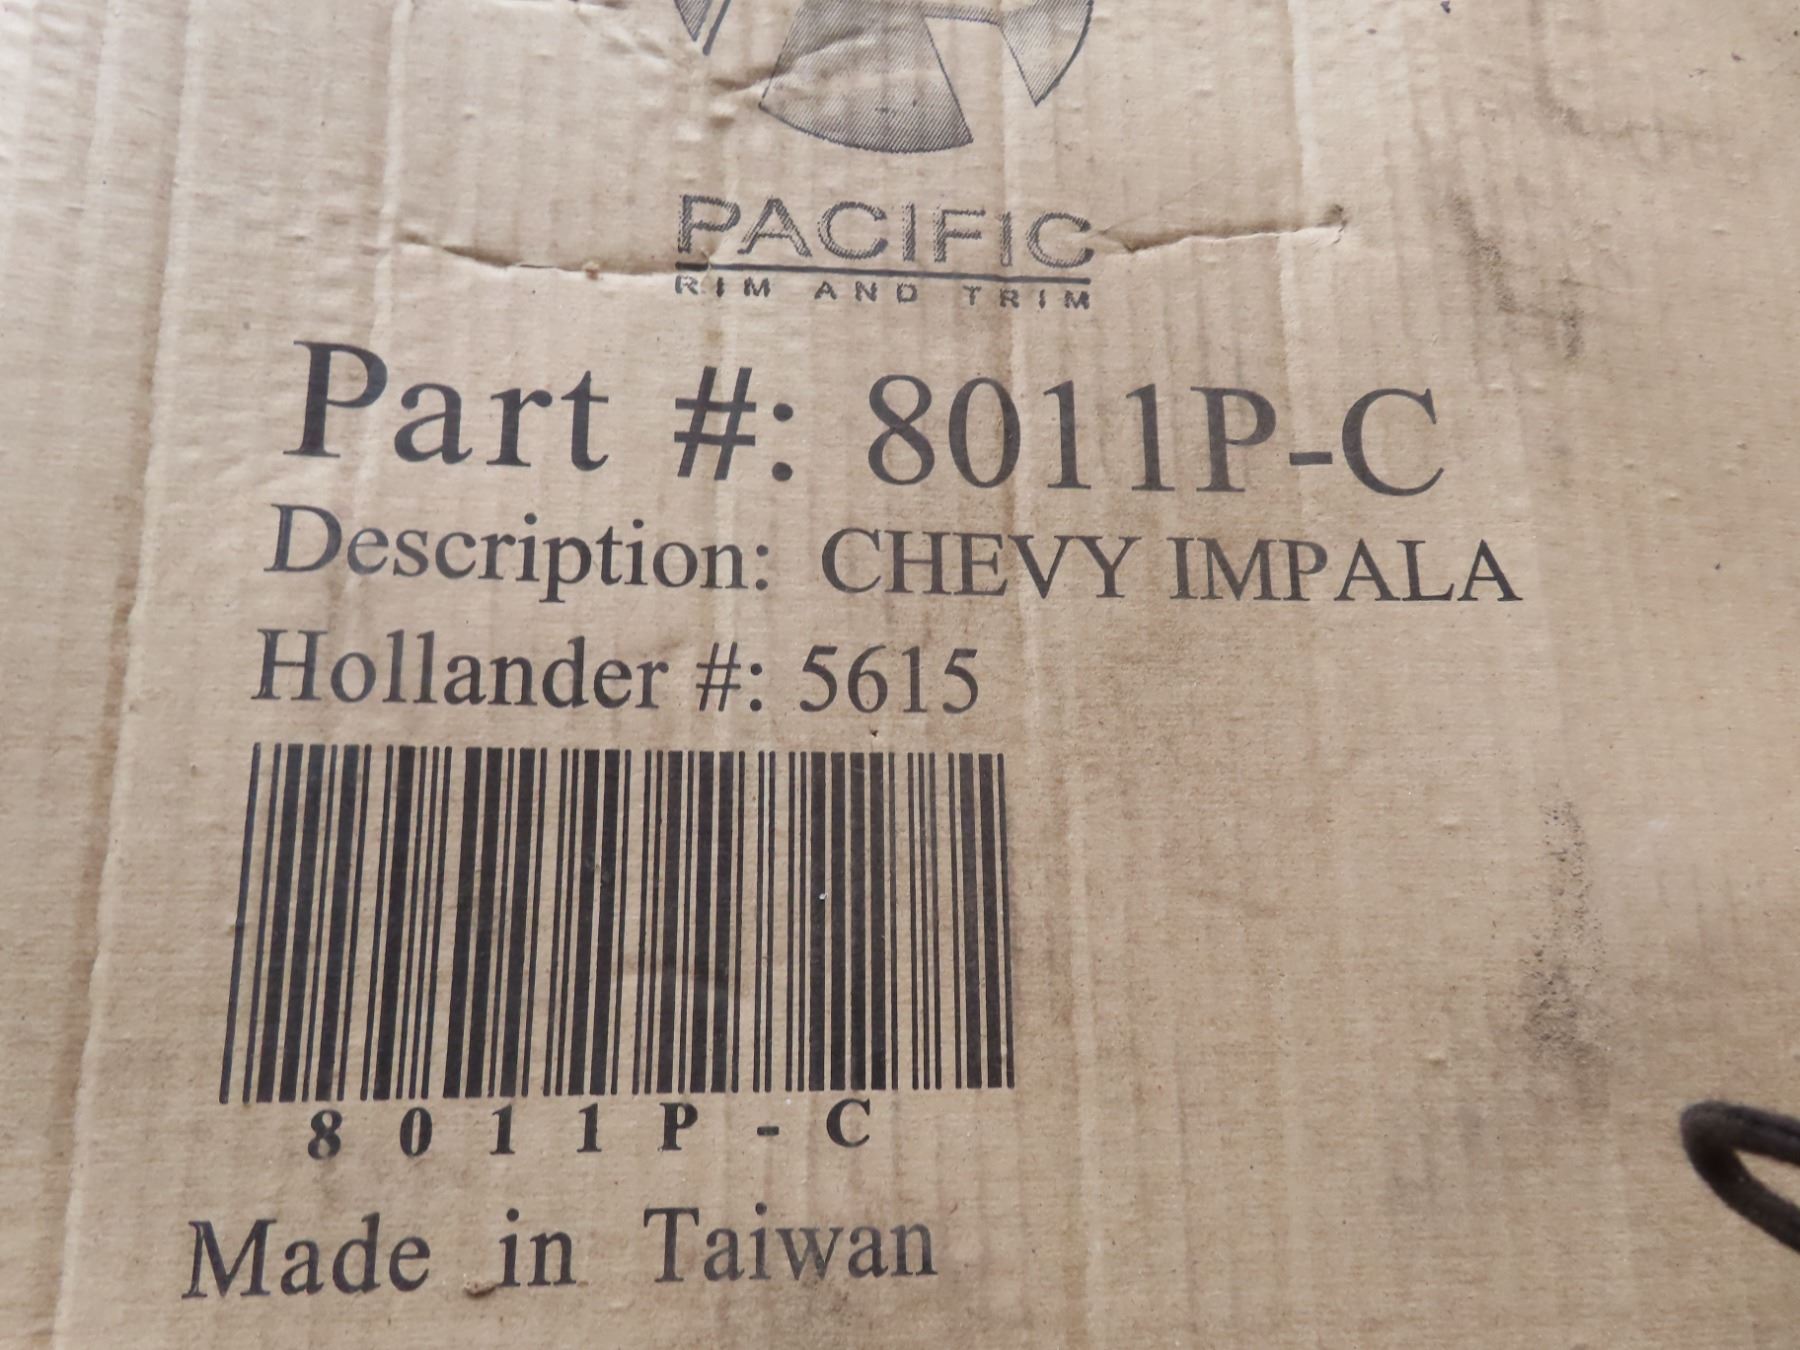 PACIFIC
RIM AND TRIM
Part #: 8011P-C
Description: CHEVY IMPALA
Hollander #: 5615
8011P-C
Made in Taiwan